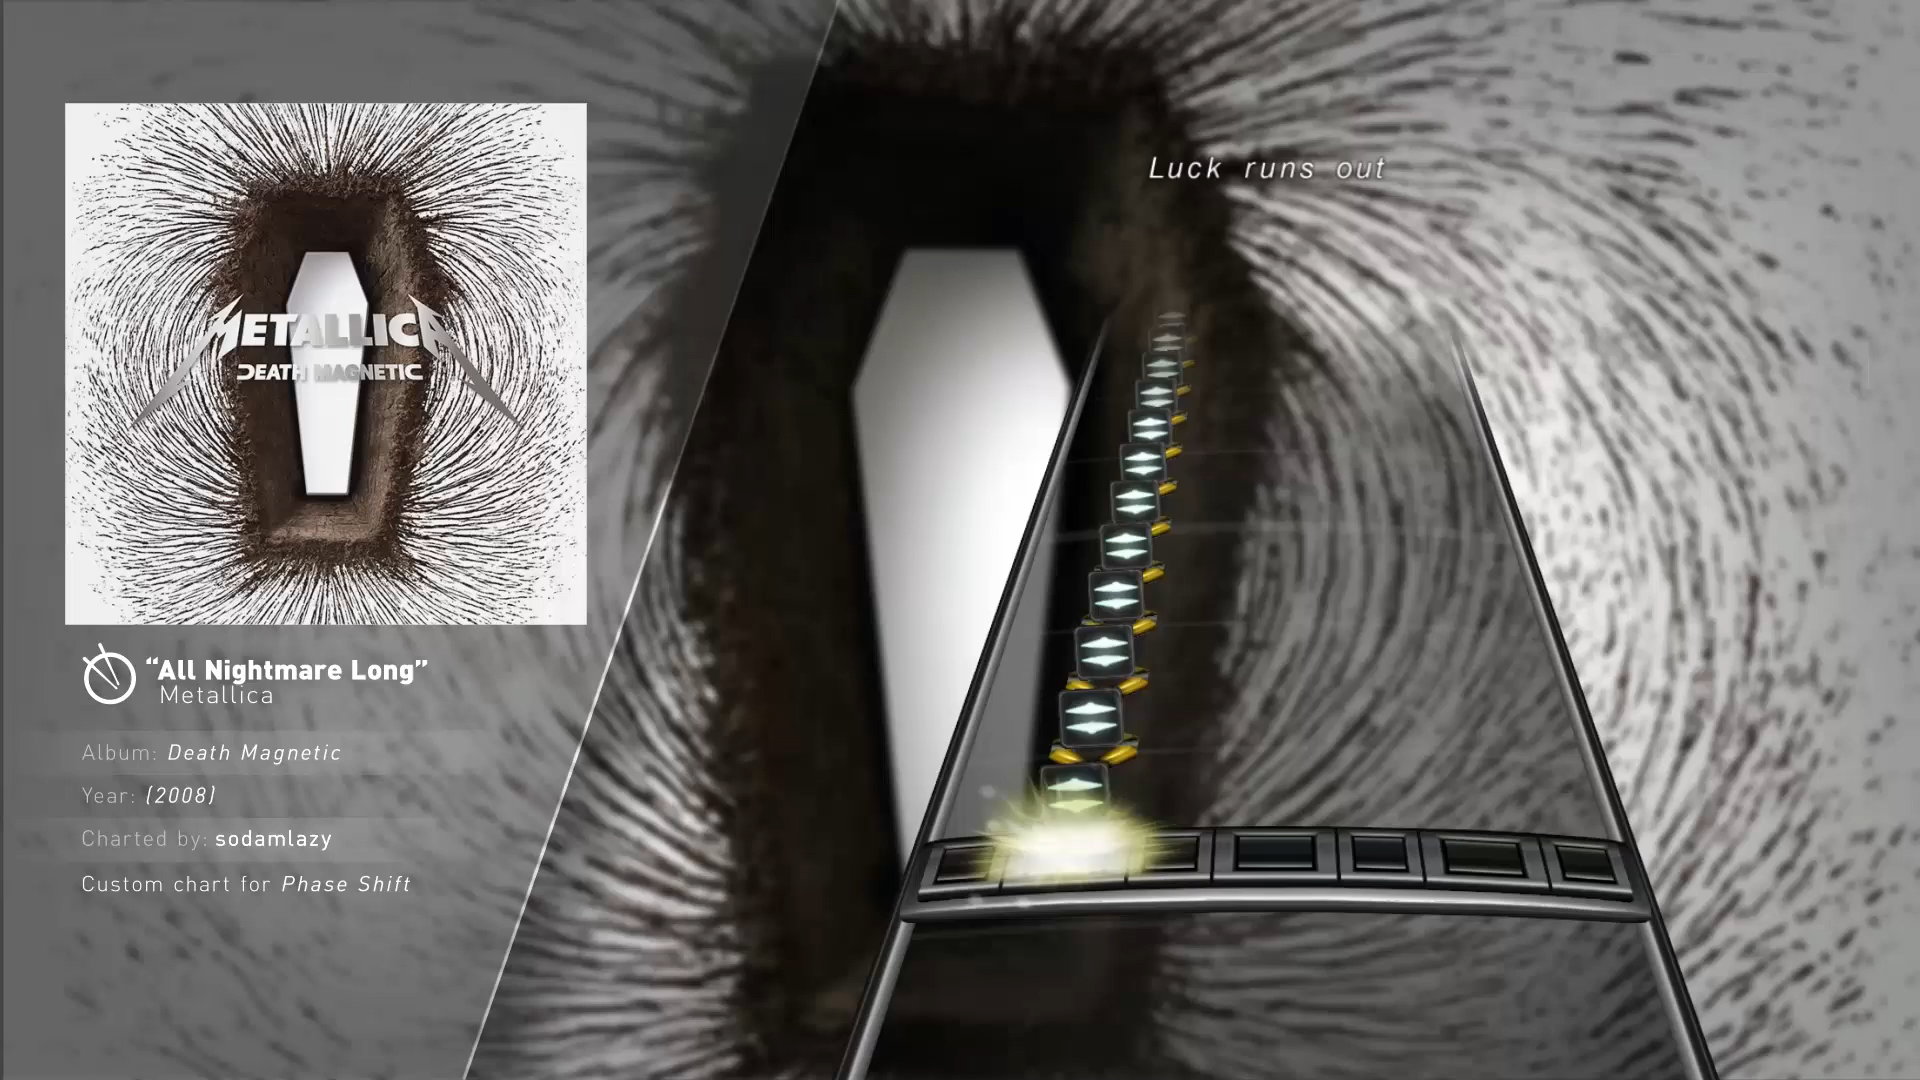 METALLICA
DEATH MAGNETIC
“All Nightmare Long”
Metallica
Album: Death Magnetic
Year: (2008)
Charted by: sodamlazy
Custom chart for Phase Shift
Luck runs out